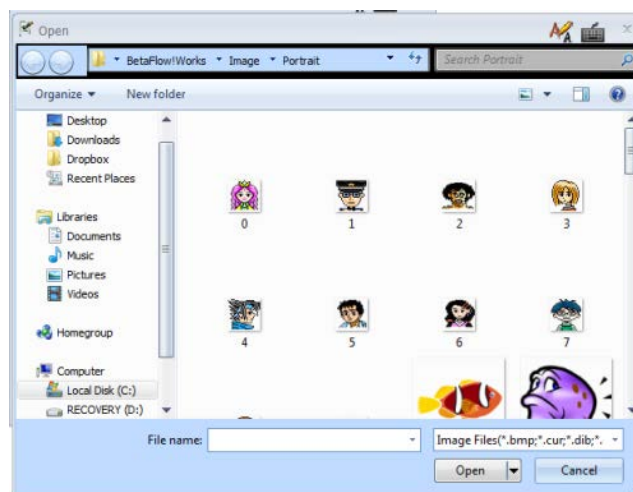 Open
BetaFlow!Works Image Portrait Search Portrait
Organize New folder
Desktop
Downloads
Dropbox
Recent Places
Libraries
Documents
Music
Pictures
Videos
Homegroup
Computer
Local Disk (C:)
RECOVERY (D:)
0 1 2 3
4 5 6 7
File name: Image Files(*.bmp;*.cur;*.dib;*.
Open Cancel